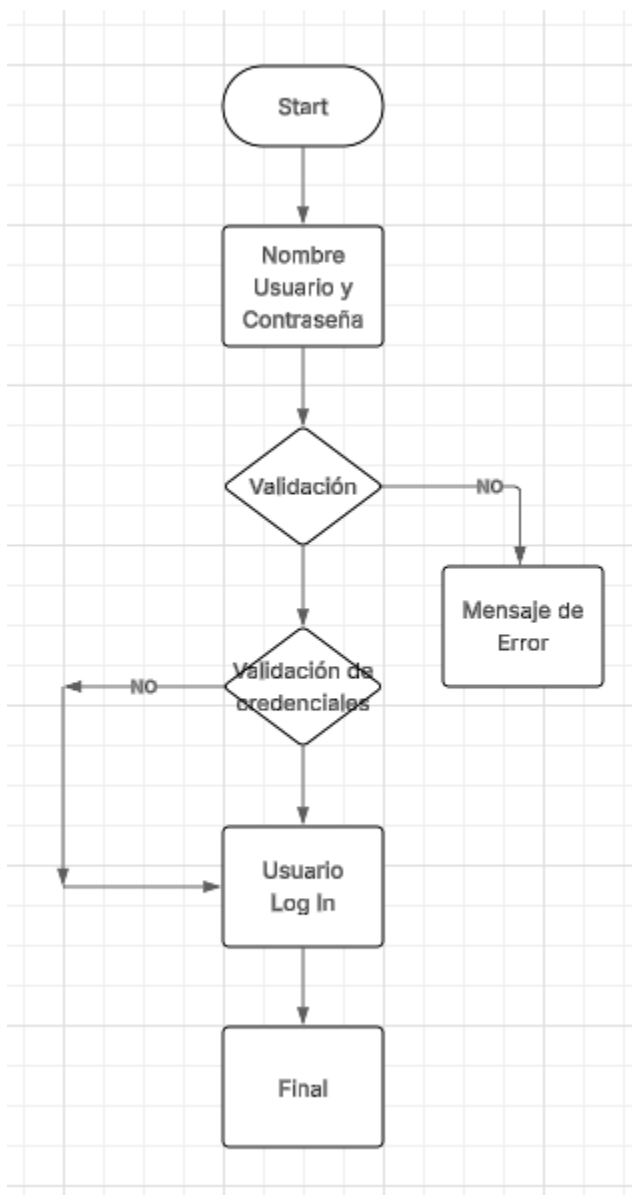 Start
Nombre
Usuario y
Contraseña
Validación
NO
Mensaje de
Error
Validación de
credenciales
NO
Usuario
Log In
Final